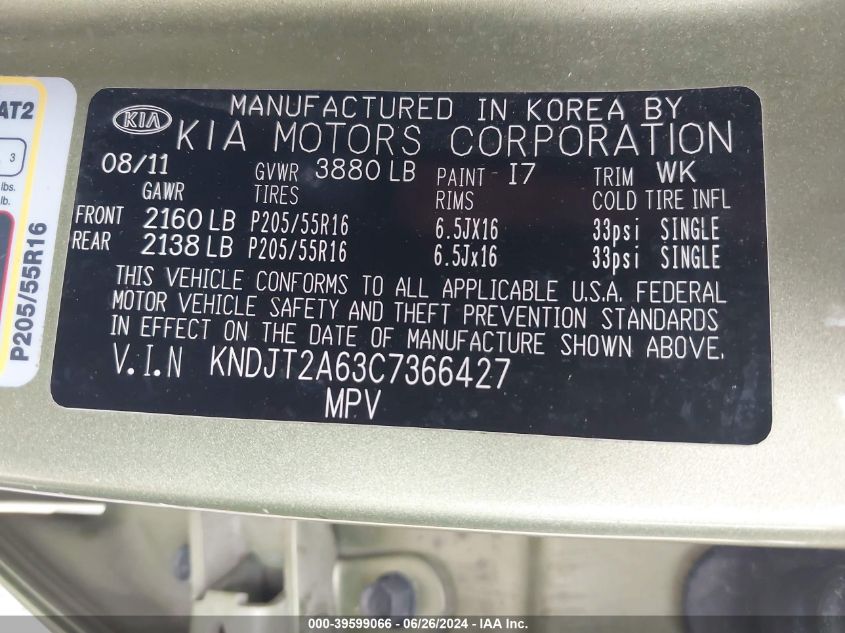 AT2
3
lbs.
P205/55R16
KIA
MANUFACTURED IN KOREA BY
KIA MOTORS CORPORATION
08/11 GVWR 3880 LB PAINT I7 TRIM WK
GAWR TIRES RIMS COLD TIRE INFL
FRONT 2160 LB P205/55R16 6.5JX16 33psi SINGLE
REAR 2138 LB P205/55R16 6.5Jx16 33psi SINGLE
THIS VEHICLE CONFORMS TO ALL APPLICABLE U.S.A. FEDERAL
MOTOR VEHICLE SAFETY AND THEFT PREVENTION STANDARDS
IN EFFECT ON THE DATE OF MANUFACTURE SHOWN ABOVE.
V.I.N KNDJT2A63C7366427
MPV
000-39599066 - 06/26/2024 - IAA Inc.